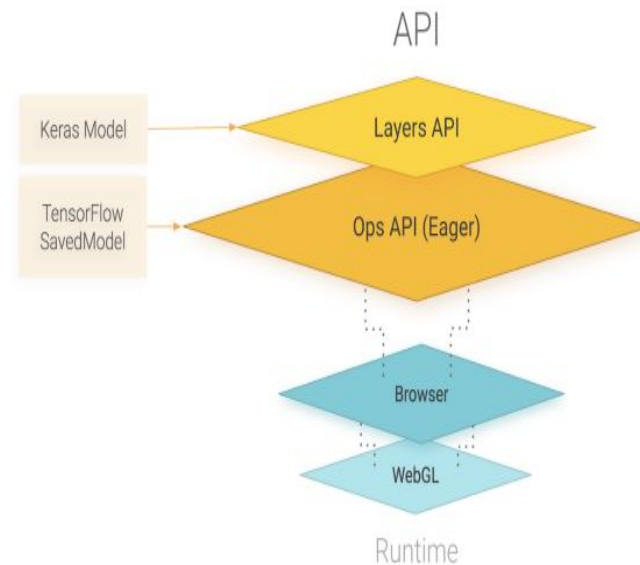 API
Keras Model
Layers API
TensorFlow
SavedModel
Ops API (Eager)
Browser
WebGL
Runtime